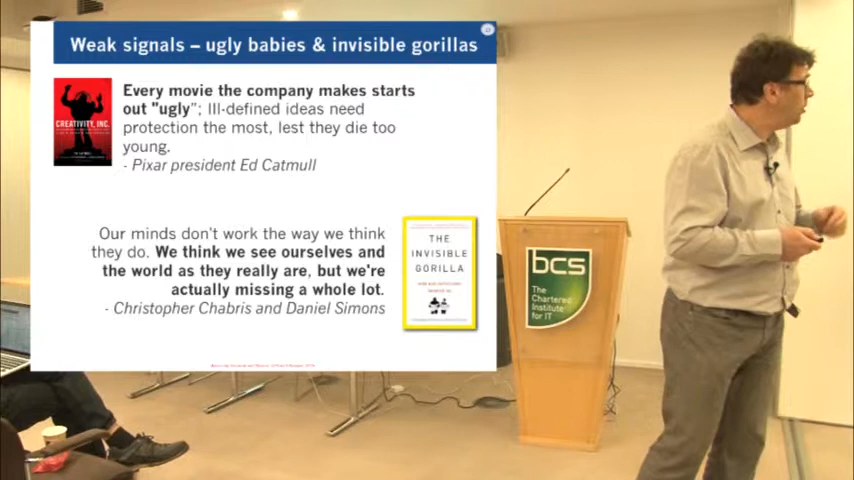 Weak signals – ugly babies & invisible gorillas
Every movie the company makes starts
out "ugly"; Ill-defined ideas need
protection the most, lest they die too
young.
- Pixar president Ed Catmull
CREATIVITY, INC.
Our minds don't work the way we think
they do. We think we see ourselves and
the world as they really are, but we're
actually missing a whole lot.
- Christopher Chabris and Daniel Simons
THE
INVISIBLE
GORILLA
bcs
The
Chartered
Institute
for IT